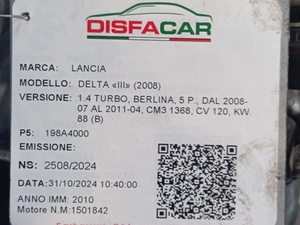 DISFACAR
MARCA: LANCIA
MODELLO: DELTA «III» (2008)
VERSIONE: 1.4 TURBO, BERLINA, 5 P., DAL 2008-
07 AL 2011-04, CM3 1368, CV 120, KW
88 (B)
P5: 198A4000
EMISSIONE:
NS: 2508/2024
DATA:31/10/2024 10:40:00
ANNO IMM: 2010
Motore N.M:1501842